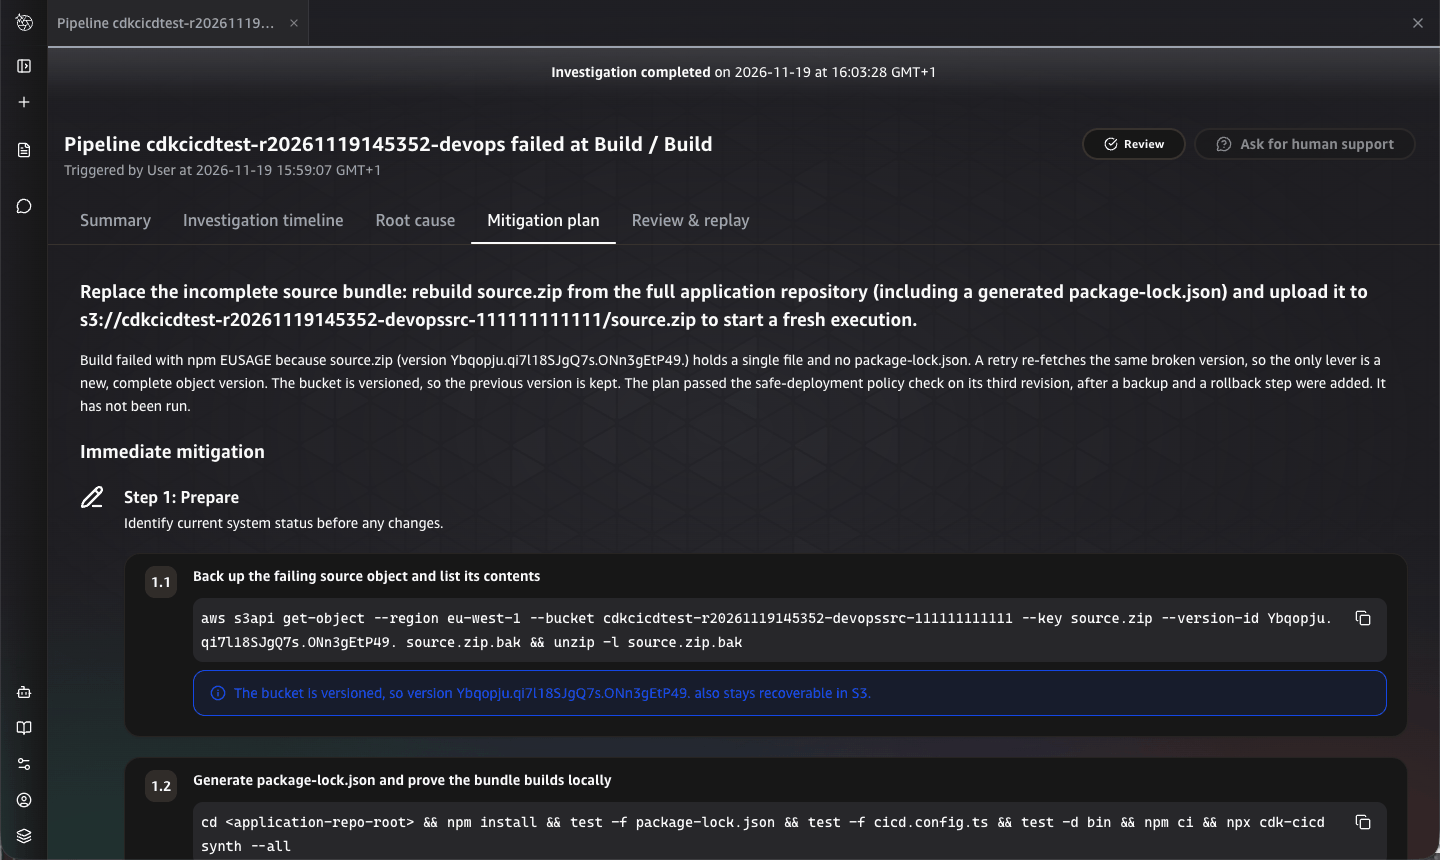 Pipeline cdkcicdtest-r20261119...
Investigation completed on 2026-11-19 at 16:03:28 GMT+1
Pipeline cdkcicdtest-r20261119145352-devops failed at Build / Build
Triggered by User at 2026-11-19 15:59:07 GMT+1
Review
Ask for human support
Summary
Investigation timeline
Root cause
Mitigation plan
Review & replay
Replace the incomplete source bundle: rebuild source.zip from the full application repository (including a generated package-lock.json) and upload it to
s3://cdkcicdtest-r20261119145352-devopssrc-111111111111/source.zip to start a fresh execution.
Build failed with npm EUSAGE because source.zip (version Ybqopju.qi7l18SJgQ7s.ONn3gEtP49.) holds a single file and no package-lock.json. A retry re-fetches the same broken version, so the only lever is a
new, complete object version. The bucket is versioned, so the previous version is kept. The plan passed the safe-deployment policy check on its third revision, after a backup and a rollback step were added. It
has not been run.
Immediate mitigation
Step 1: Prepare
Identify current system status before any changes.
1.1
Back up the failing source object and list its contents
aws s3api get-object --region eu-west-1 --bucket cdkcicdtest-r20261119145352-devopssrc-111111111111 --key source.zip --version-id Ybqopju.
qi7l18SJgQ7s.ONn3gEtP49. source.zip.bak && unzip -l source.zip.bak
The bucket is versioned, so version Ybqopju.qi7l18SJgQ7s.ONn3gEtP49. also stays recoverable in S3.
1.2
Generate package-lock.json and prove the bundle builds locally
cd <application-repo-root> && npm install && test -f package-lock.json && test -f cicd.config.ts && test -d bin && npm ci && npx cdk-cicd
synth --all